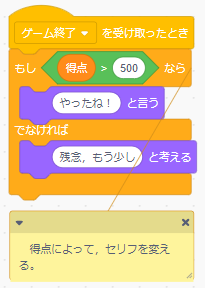 ゲーム終了 を受け取ったとき
もし 得点 > 500 なら
やったね! と言う
でなければ
残念,もう少し と考える
得点によって,セリフを変え
る。